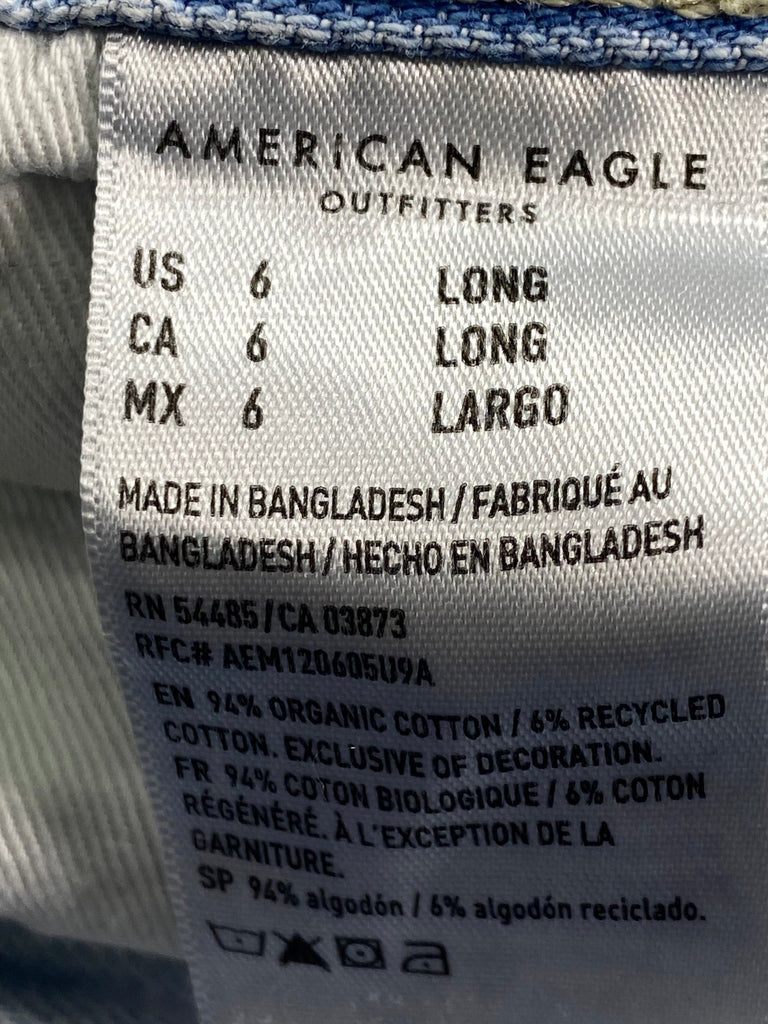 AMERICAN EAGLE
OUTFITTERS
US 6 LONG
CA 6 LONG
MX 6 LARGO
MADE IN BANGLADESH / FABRIQUÉ AU
BANGLADESH / HECHO EN BANGLADESH
RN 54485 / CA 03873
RFC# AEM120605U9A
EN 94% ORGANIC COTTON / 6% RECYCLED
COTTON. EXCLUSIVE OF DECORATION.
FR 94% COTON BIOLOGIQUE / 6% COTON
RÉGÉNÉRÉ. À L'EXCEPTION DE LA
GARNITURE.
SP 94% algodón / 6% algodón reciclado.